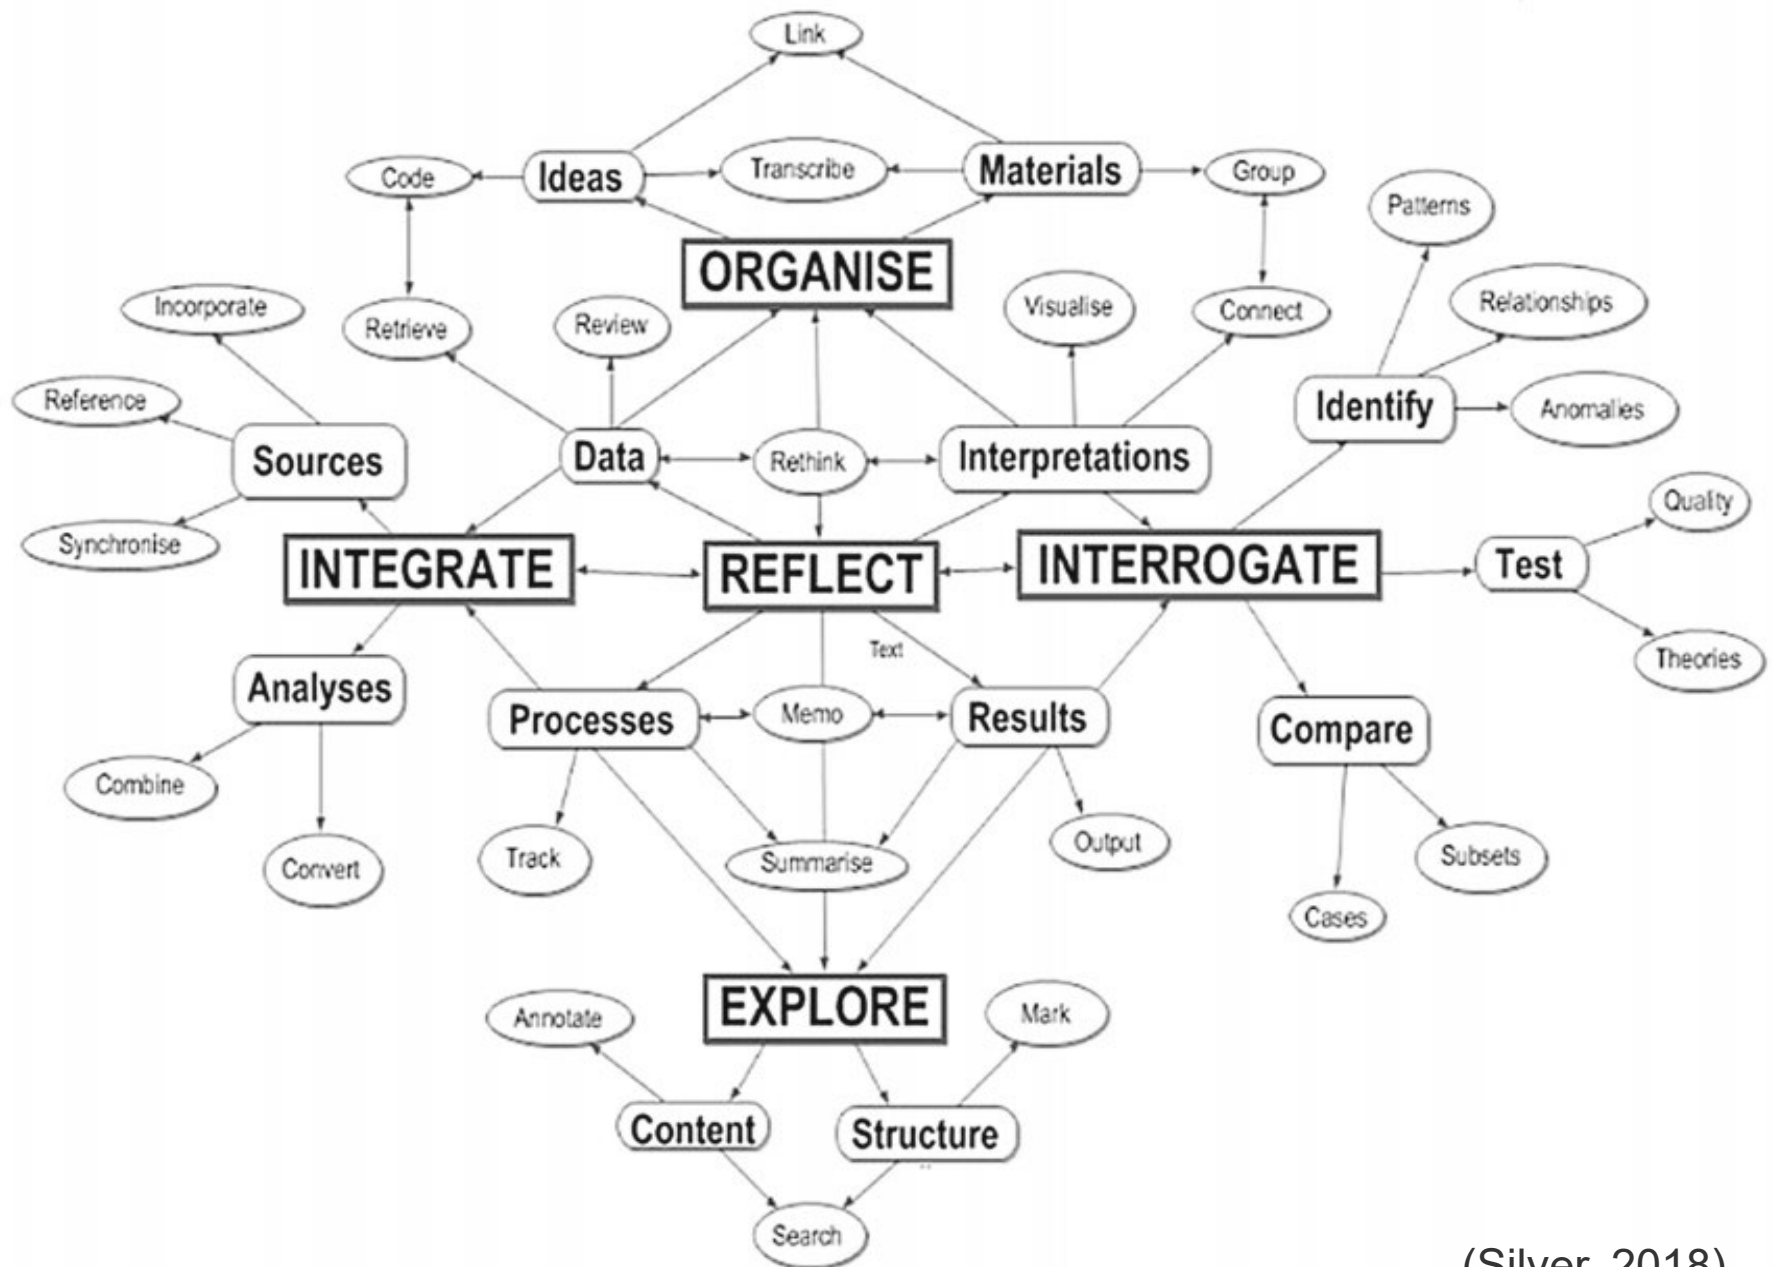 Link
Code
Ideas
Transcribe
Materials
Group
Patterns
ORGANISE
Incorporate
Retrieve
Review
Visualise
Connect
Relationships
Reference
Sources
Data
Rethink
Interpretations
Identify
Anomalies
Synchronise
INTEGRATE
REFLECT
INTERROGATE
Test
Quality
Text
Theories
Analyses
Processes
Memo
Results
Compare
Combine
Convert
Track
Summarise
Output
Subsets
Cases
Annotate
EXPLORE
Mark
Content
Structure
Search
(Silver, 2018)